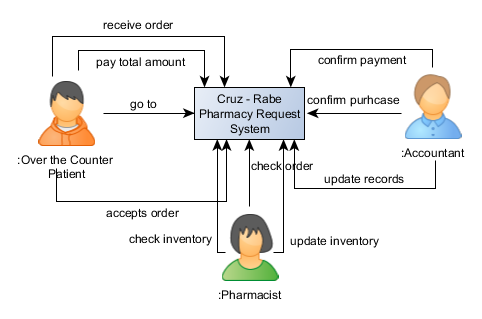 receive order
pay total amount
confirm payment
go to
Cruz - Rabe
Pharmacy Request
System
confirm purhcase
:Over the Counter
Patient
:Accountant
check order
update records
accepts order
check inventory
update inventory
:Pharmacist